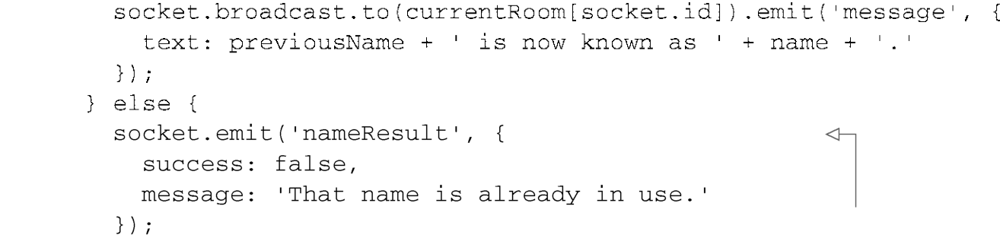 socket.broadcast.to(currentRoom[socket.id]).emit('message', {
text: previousName + ' is now known as ' + name + '.'
});
} else {
socket.emit('nameResult', {
success: false,
message: 'That name is already in use.'
});